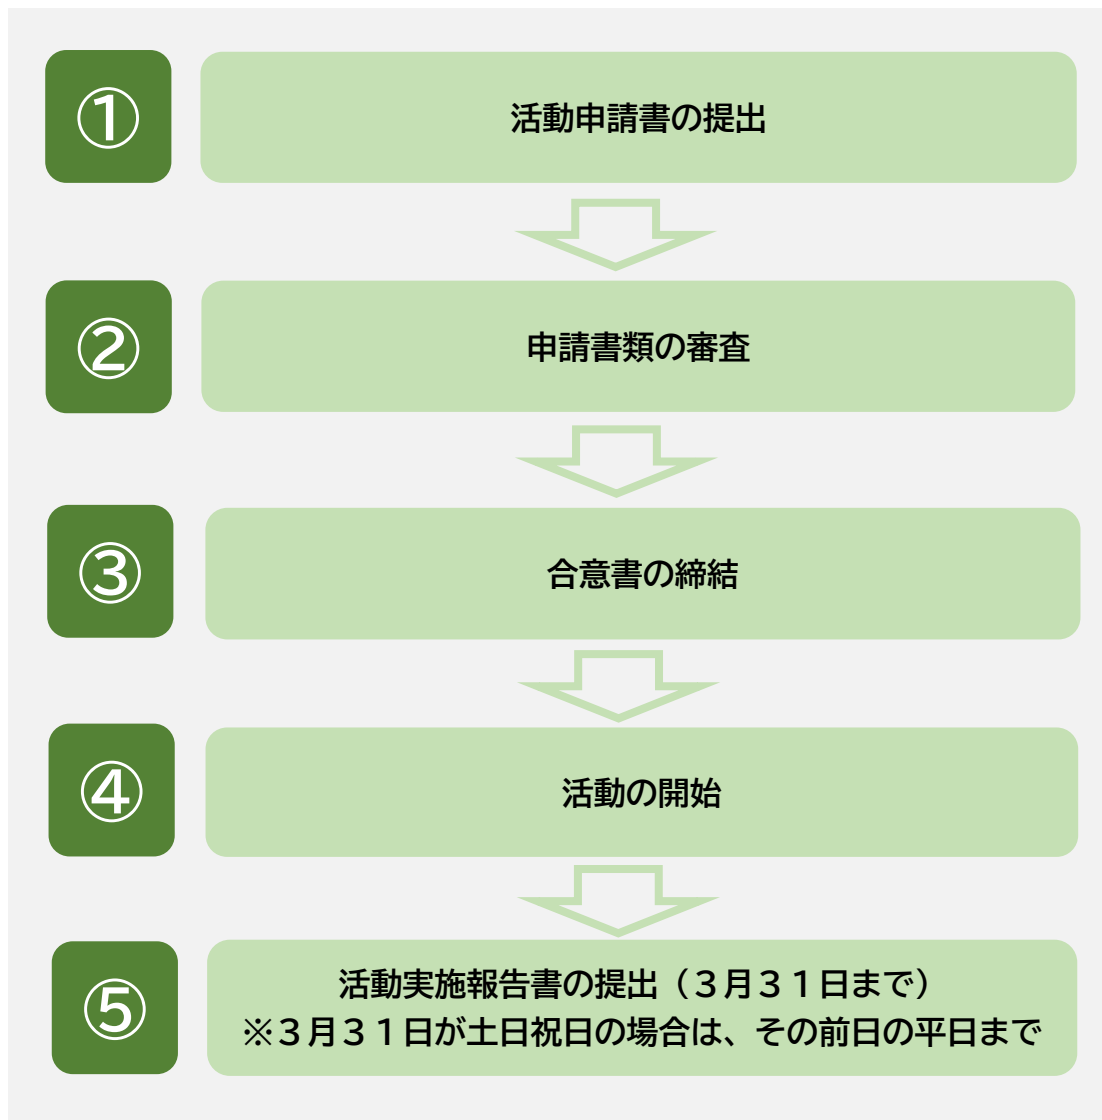 ①
活動申請書の提出
②
申請書類の審査
③
合意書の締結
④
活動の開始
⑤
活動実施報告書の提出（３月３１日まで）
※３月３１日が土日祝日の場合は、その前日の平日まで